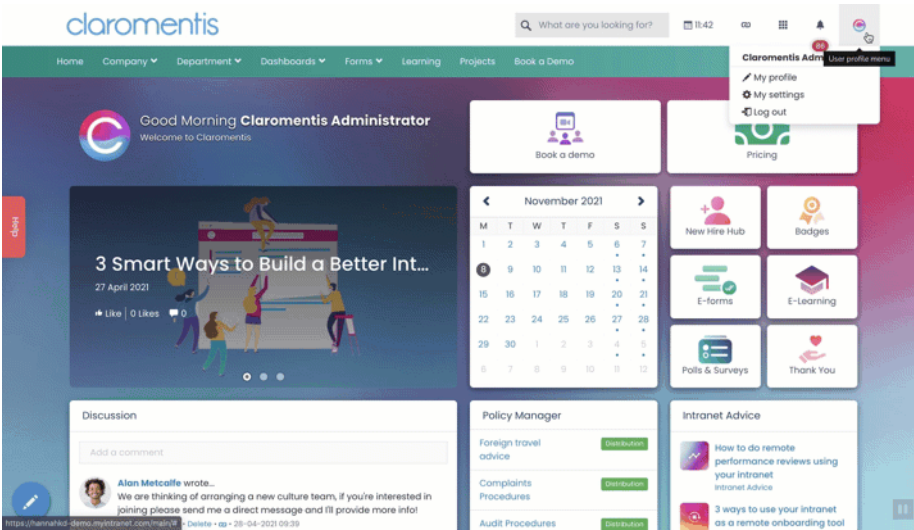 claromentis
What are you looking for?
11:42
86
Home Company Department Dashboards Forms Learning Projects Book a Demo
Claromentis Adm
User profile menu
My profile
My settings
Log out
Good Morning Claromentis Administrator
Welcome to Claromentis
Book a demo
Pricing
Help
3 Smart Ways to Build a Better Int...
27 April 2021
Like | 0 Likes 0
November 2021
M T W T F S S
1 2 3 4 5 6 7
8 9 10 11 12 13 14
15 16 17 18 19 20 21
22 23 24 25 26 27 28
29 30 1 2 3 4 5
6 7 8 9 10 11 12
New Hire Hub
Badges
E-forms
E-Learning
Polls & Surveys
Thank You
Discussion
Add a comment
Alan Metcalfe wrote...
We are thinking of arranging a new culture team, if you're interested in
joining please send me a direct message and I'll provide more info!
• Delete • • 28-04-2021 09:39
https://hannahkd-demo.myintranet.com/main/#
Policy Manager
Foreign travel
advice
Distribution
Complaints
Procedures
Distribution
Audit Procedures
Distribution
Intranet Advice
How to do remote
performance reviews using
your intranet
Intranet Advice
3 ways to use your intranet
as a remote onboarding tool